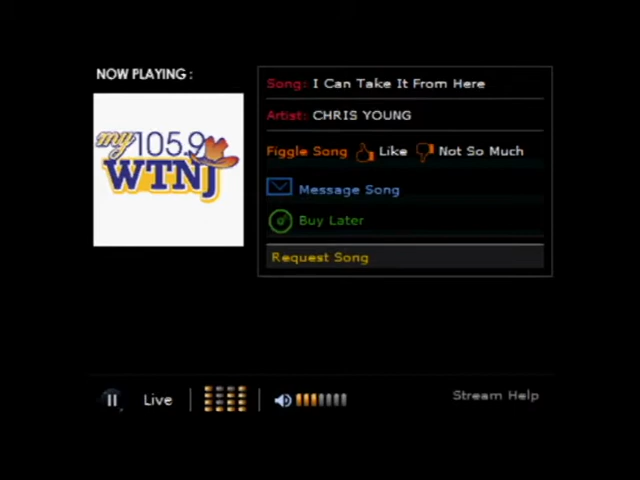 NOW PLAYING :
my 105.9
WTNJ
Song: I Can Take It From Here
Artist: CHRIS YOUNG
Figgle Song Like Not So Much
Message Song
Buy Later
Request Song
Live
Stream Help